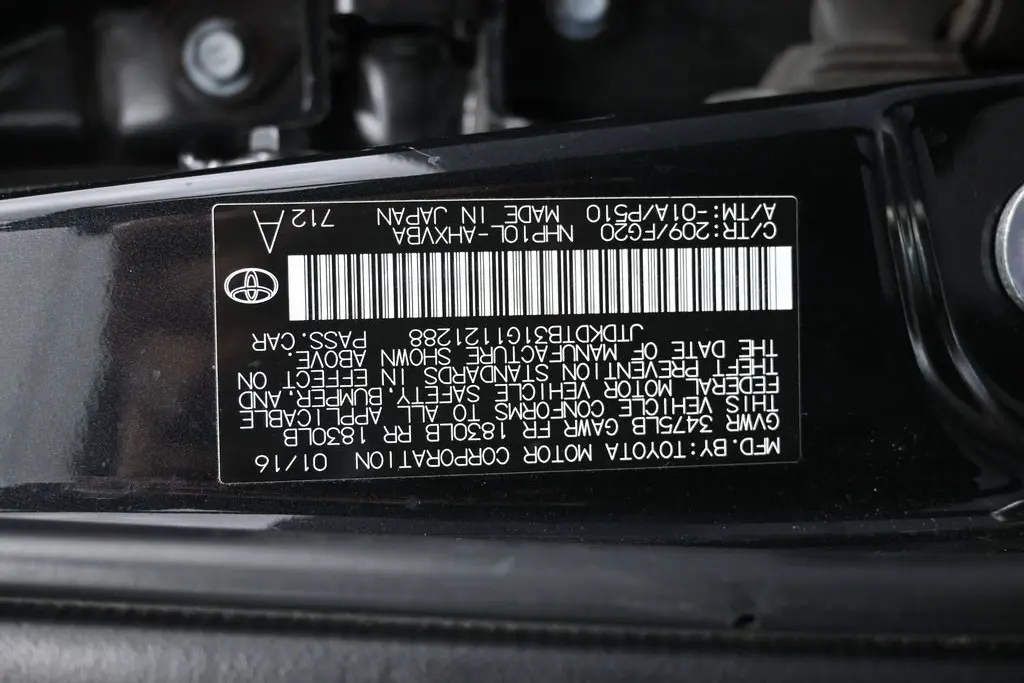 MFD.BY:TOYOTA MOTOR CORPORATION 01/16
GVWR 3475LB GAWR FR 1830LB RR 1830LB
THIS VEHICLE CONFORMS TO ALL APPLICABLE
FEDERAL MOTOR VEHICLE SAFETY, BUMPER, AND
THEFT PREVENTION STANDARDS IN EFFECT ON
THE DATE OF MANUFACTURE SHOWN ABOVE.
JTDKDTB31G1121288 PASS.CAR
C/TR:209/FG20 NHP10L-AHXVBA
A/TM:-01A/P510 MADE IN JAPAN 712 A